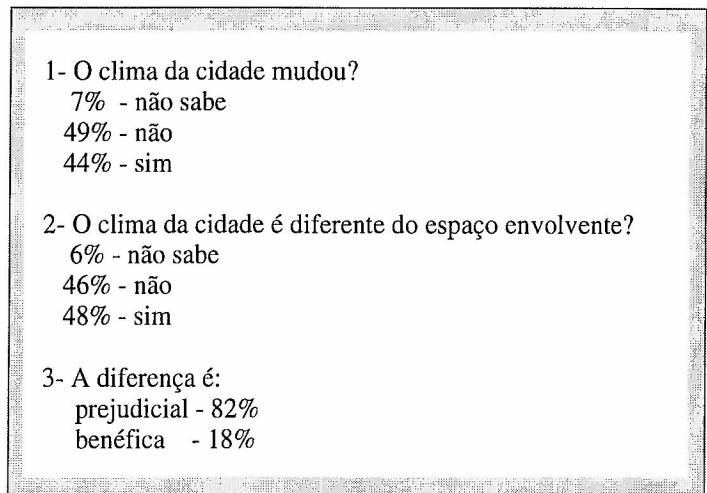 1- O clima da cidade mudou?
7% - não sabe
49% - não
44% - sim
2- O clima da cidade é diferente do espaço envolvente?
6% - não sabe
46% - não
48% - sim
3- A diferença é:
prejudicial - 82%
benéfica - 18%